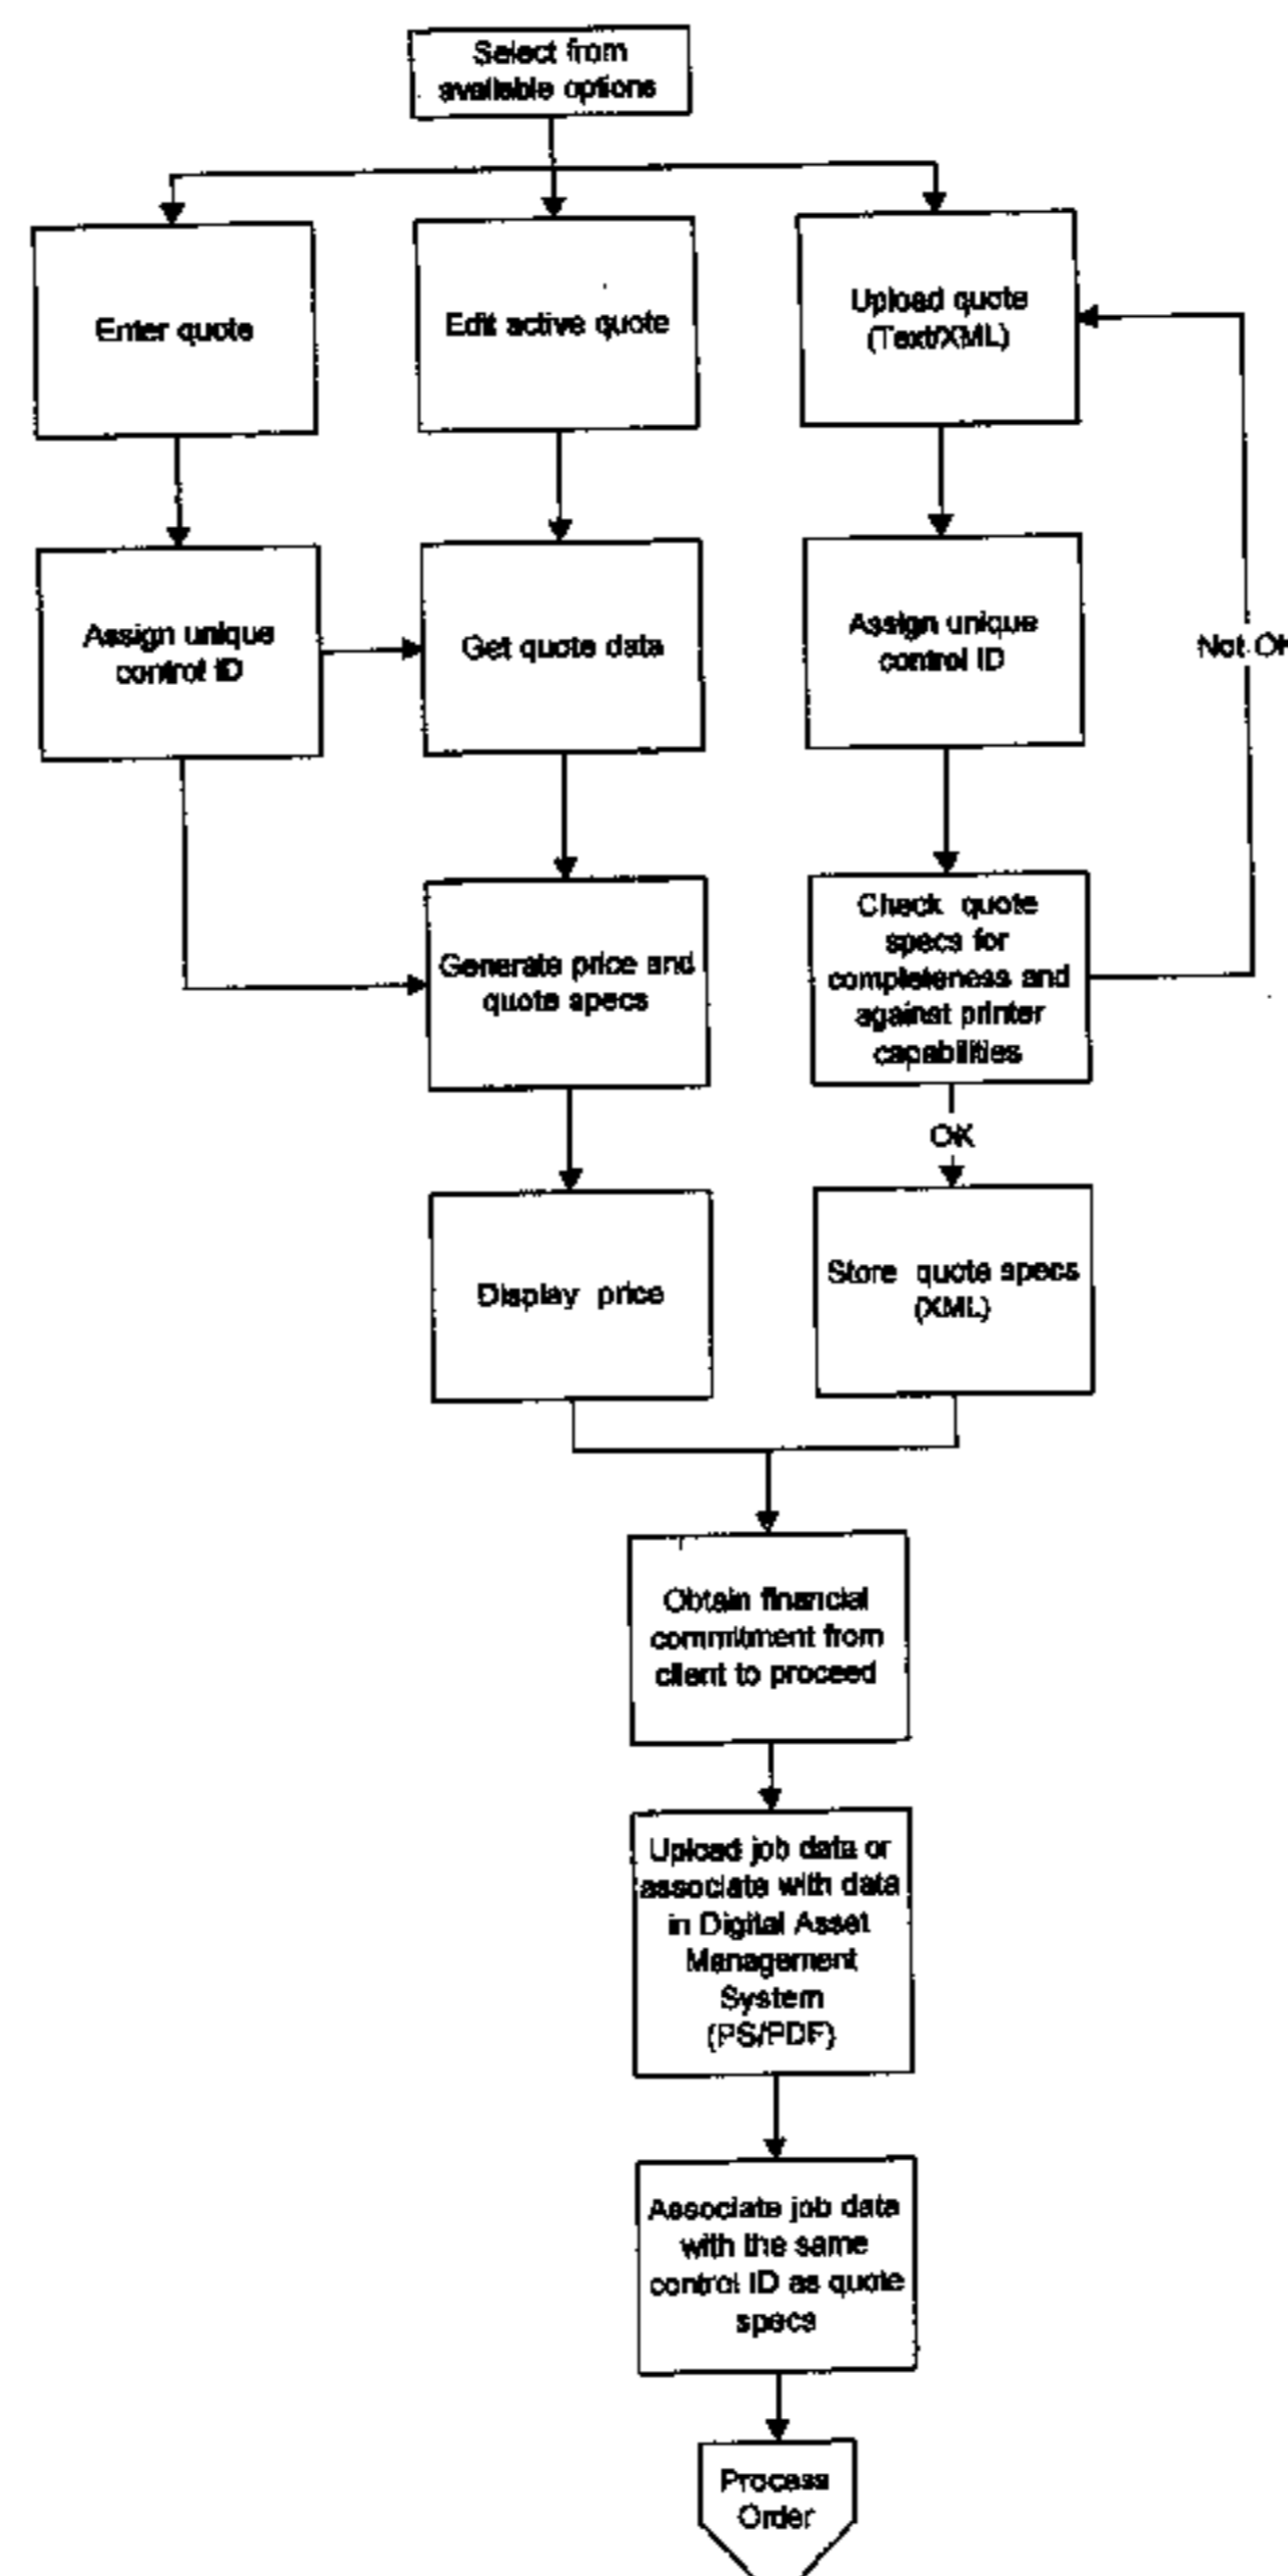 Select from
available options
Enter quote
Edit active quote
Upload quote
(Text/XML)
Assign unique
control ID
Get quote data
Assign unique
control ID
Not OK
Generate price and
quote specs
Check quote
specs for
completeness and
against printer
capabilities
OK
Display price
Store quote specs
(XML)
Obtain financial
commitment from
client to proceed
Upload job data or
associate with data
in Digital Asset
Management
System
(PS/PDF)
Associate job data
with the same
control ID as quote
specs
Process
Order